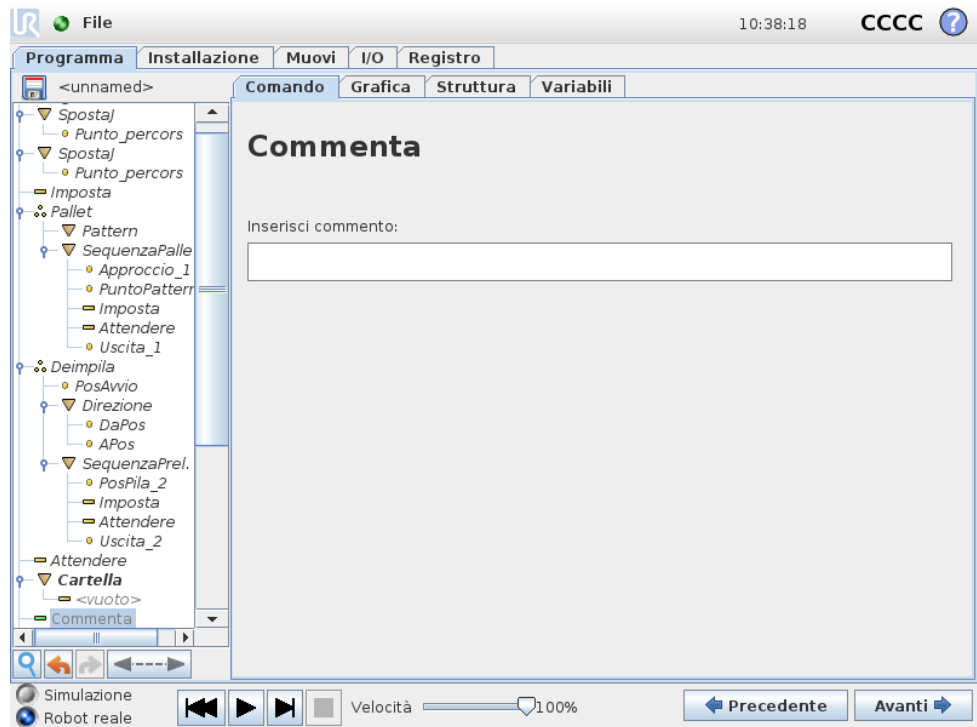 UR File 10:38:18 CCCC ?
Programma Installazione Muovi I/O Registro
<unnamed>
Comando Grafica Struttura Variabili
SpostaJ
Punto_percors
SpostaJ
Punto_percors
Imposta
Pallet
Pattern
SequenzaPalle
Approccio_1
PuntoPattern
Imposta
Attendere
Uscita_1
Deimpila
PosAvvio
Direzione
DaPos
APos
SequenzaPrel.
PosPila_2
Imposta
Attendere
Uscita_2
Attendere
Cartella
<vuoto>
Commenta
Commenta
Inserisci commento:
Simulazione
Robot reale
Velocità 100%
Precedente Avanti